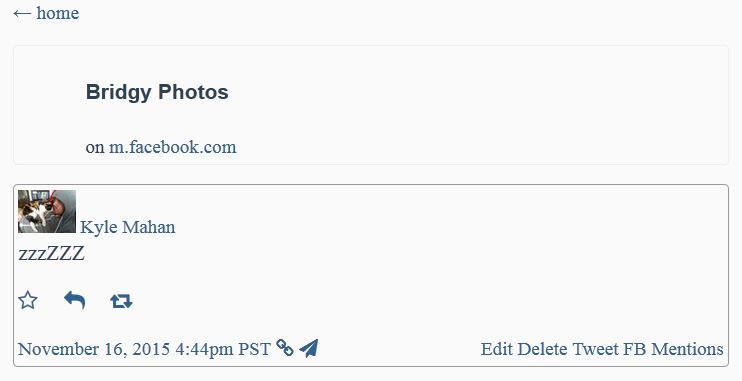 ← home
Bridgy Photos
on m.facebook.com
Kyle Mahan
zzzZZZ
November 16, 2015 4:44pm PST Edit Delete Tweet FB Mentions